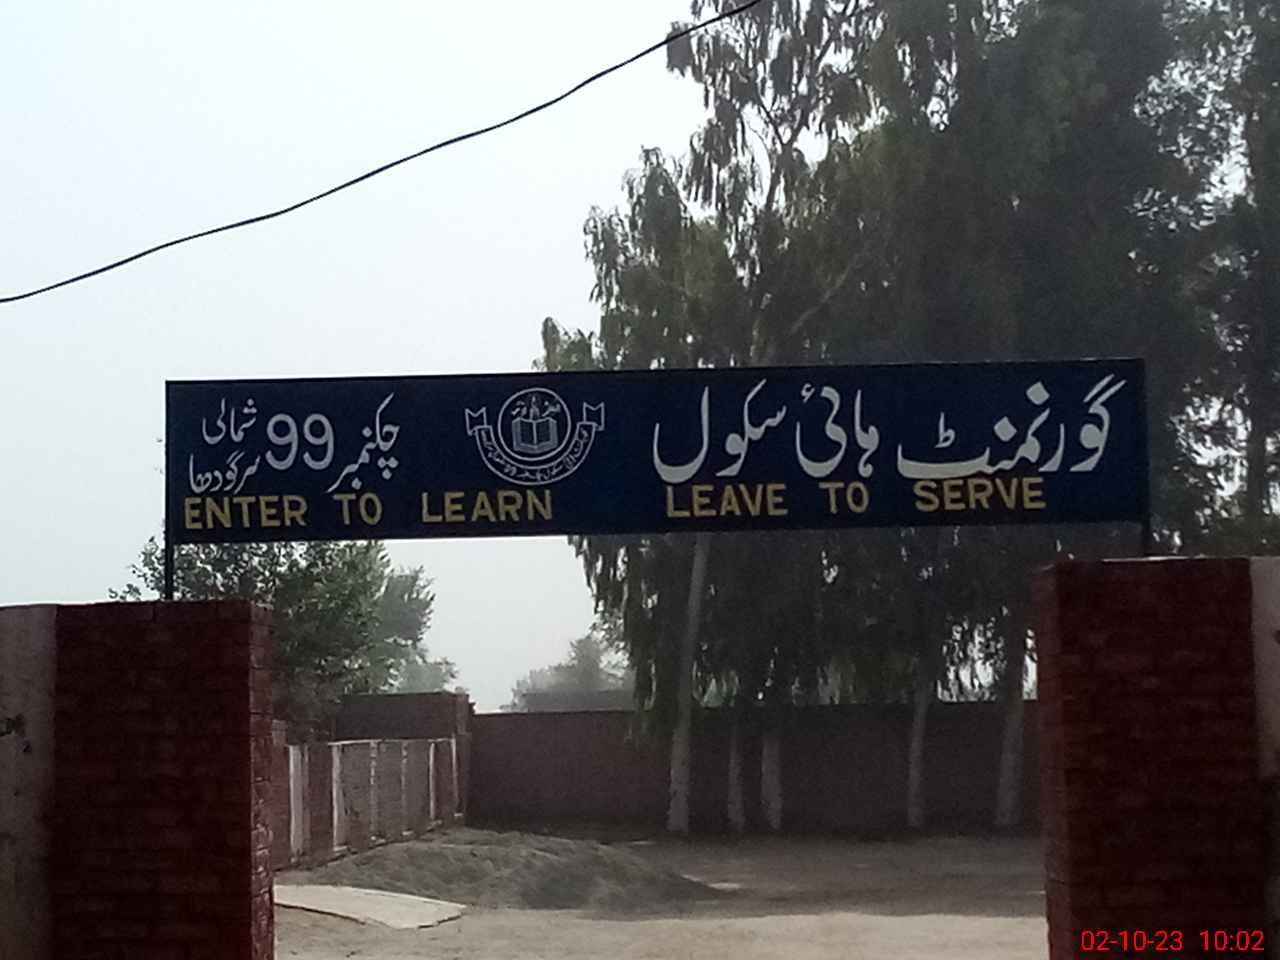 گورنمنٹ ہائی سکول
چکنمبر 99 شمالی سرگودھا
ENTER TO LEARN LEAVE TO SERVE
02-10-23 10:02